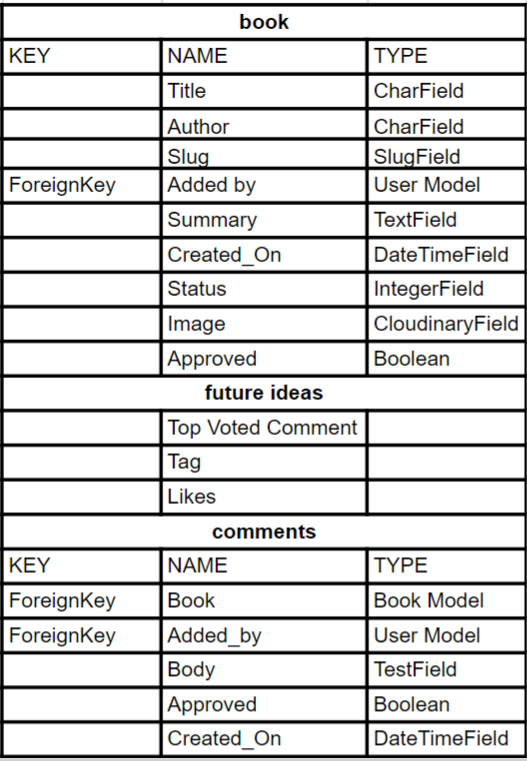 book
KEY NAME TYPE
Title CharField
Author CharField
Slug SlugField
ForeignKey Added by User Model
Summary TextField
Created_On DateTimeField
Status IntegerField
Image CloudinaryField
Approved Boolean
future ideas
Top Voted Comment
Tag
Likes
comments
KEY NAME TYPE
ForeignKey Book Book Model
ForeignKey Added_by User Model
Body TestField
Approved Boolean
Created_On DateTimeField